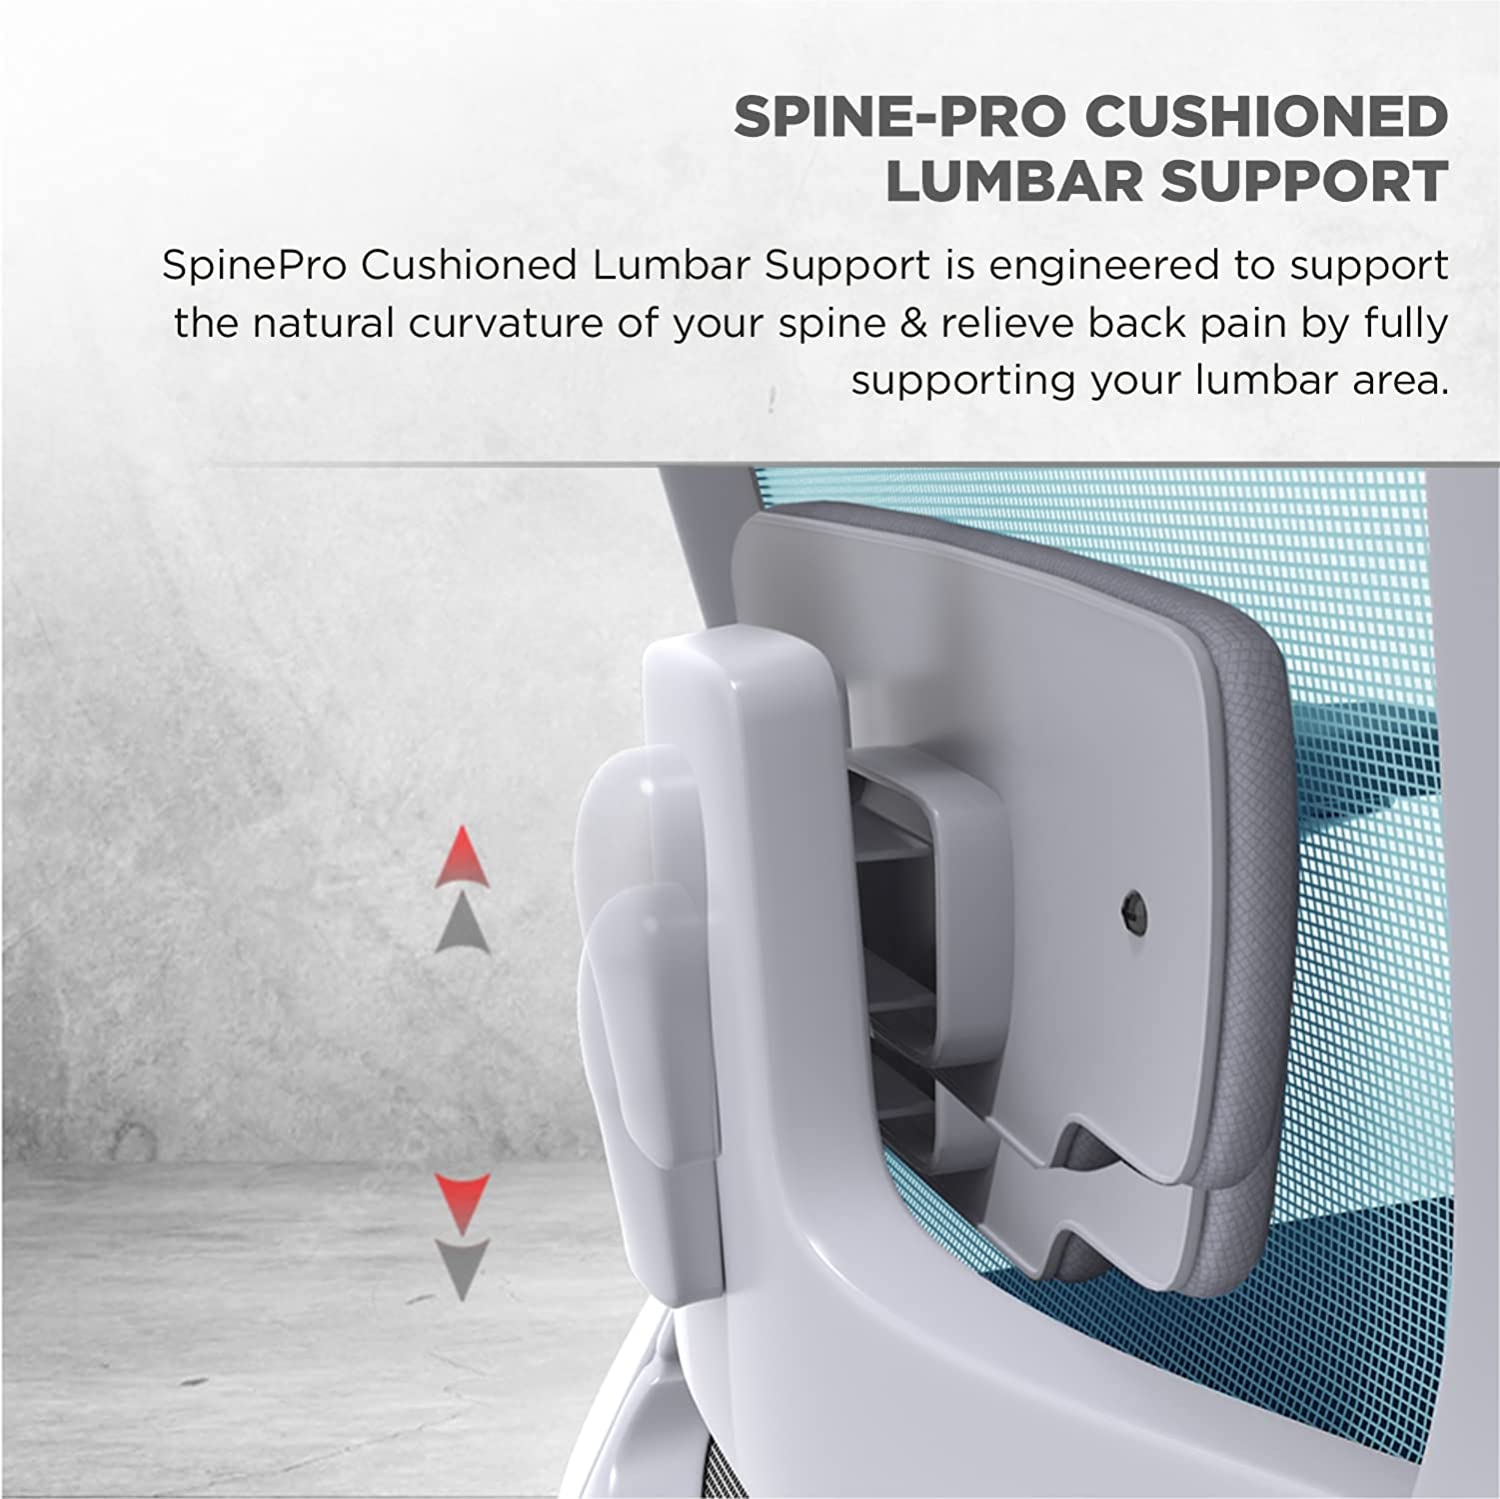 SPINE-PRO CUSHIONED
LUMBAR SUPPORT
SpinePro Cushioned Lumbar Support is engineered to support
the natural curvature of your spine & relieve back pain by fully
supporting your lumbar area.